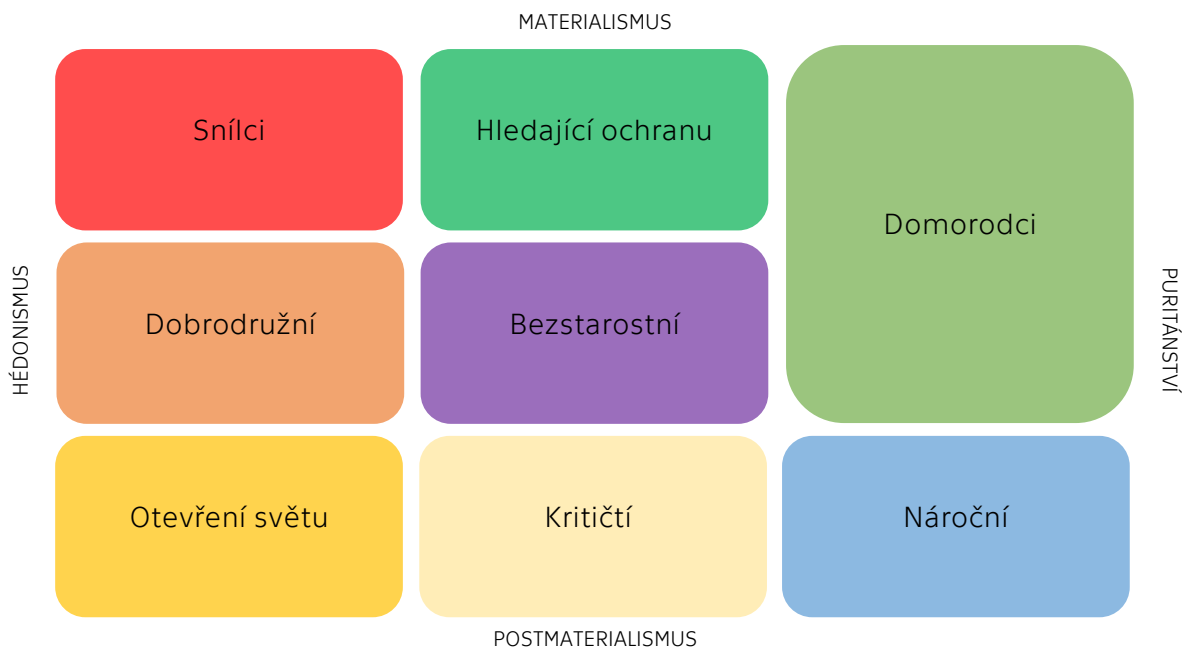 MATERIALISMUS
Snílci
Hledající ochranu
Domorodci
HÉDONISMUS
Dobrodružní
Bezstarostní
PURITÁNSTVÍ
Otevření světu
Kritičtí
Nároční
POSTMATERIALISMUS